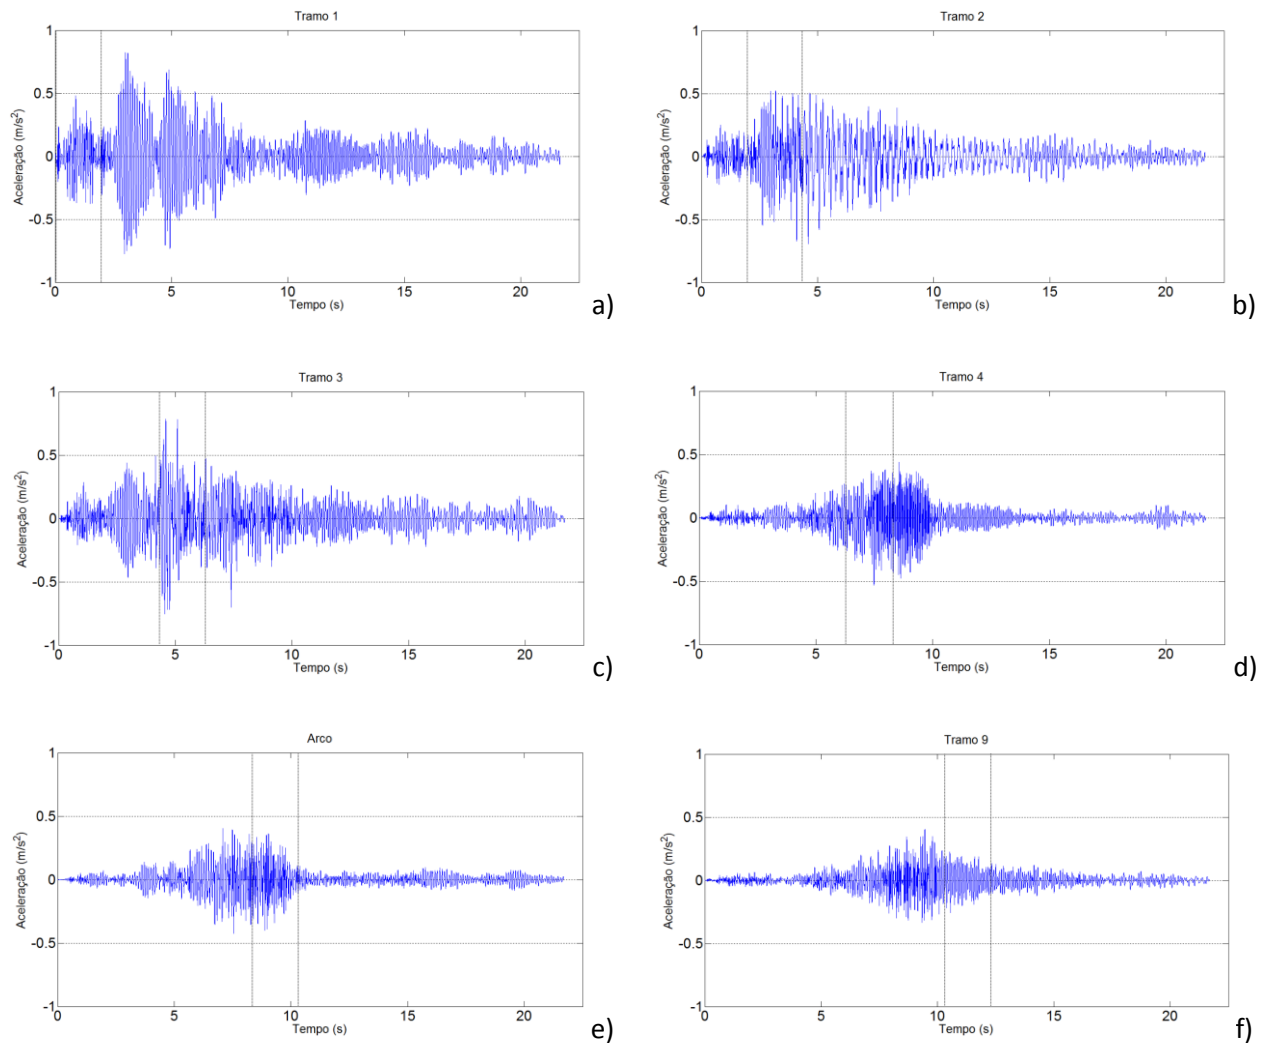 Tramo 1
Aceleração (m/s²)
1
0.5
0
-0.5
-1
0 5 10 15 20
Tempo (s)
a)
Tramo 2
Aceleração (m/s²)
1
0.5
0
-0.5
-1
0 5 10 15 20
Tempo (s)
b)
Tramo 3
Aceleração (m/s²)
1
0.5
0
-0.5
-1
0 5 10 15 20
Tempo (s)
c)
Tramo 4
Aceleração (m/s²)
1
0.5
0
-0.5
-1
0 5 10 15 20
Tempo (s)
d)
Arco
Aceleração (m/s²)
1
0.5
0
-0.5
-1
0 5 10 15 20
Tempo (s)
e)
Tramo 9
Aceleração (m/s²)
1
0.5
0
-0.5
-1
0 5 10 15 20
Tempo (s)
f)